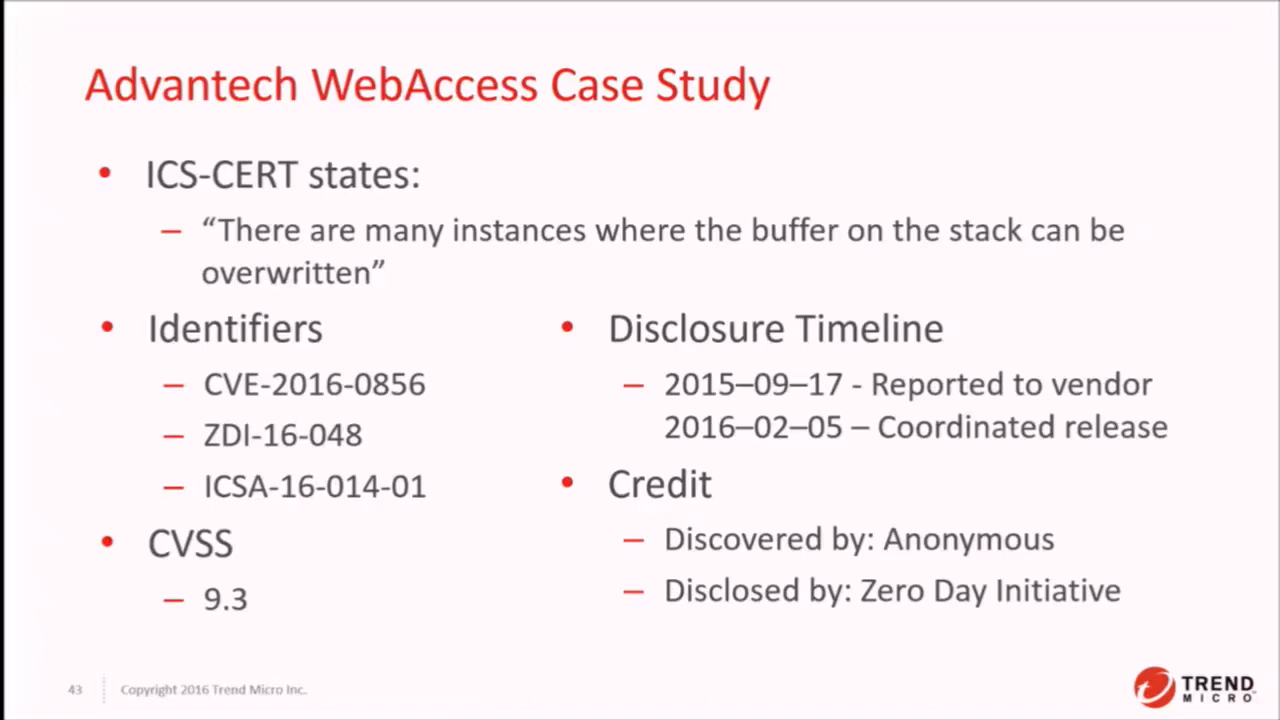 Advantech WebAccess Case Study
• ICS-CERT states:
– “There are many instances where the buffer on the stack can be
overwritten”
• Identifiers
– CVE-2016-0856
– ZDI-16-048
– ICSA-16-014-01
• CVSS
– 9.3
• Disclosure Timeline
– 2015–09–17 - Reported to vendor
2016–02–05 – Coordinated release
• Credit
– Discovered by: Anonymous
– Disclosed by: Zero Day Initiative
43
Copyright 2016 Trend Micro Inc.
TREND
MICRO